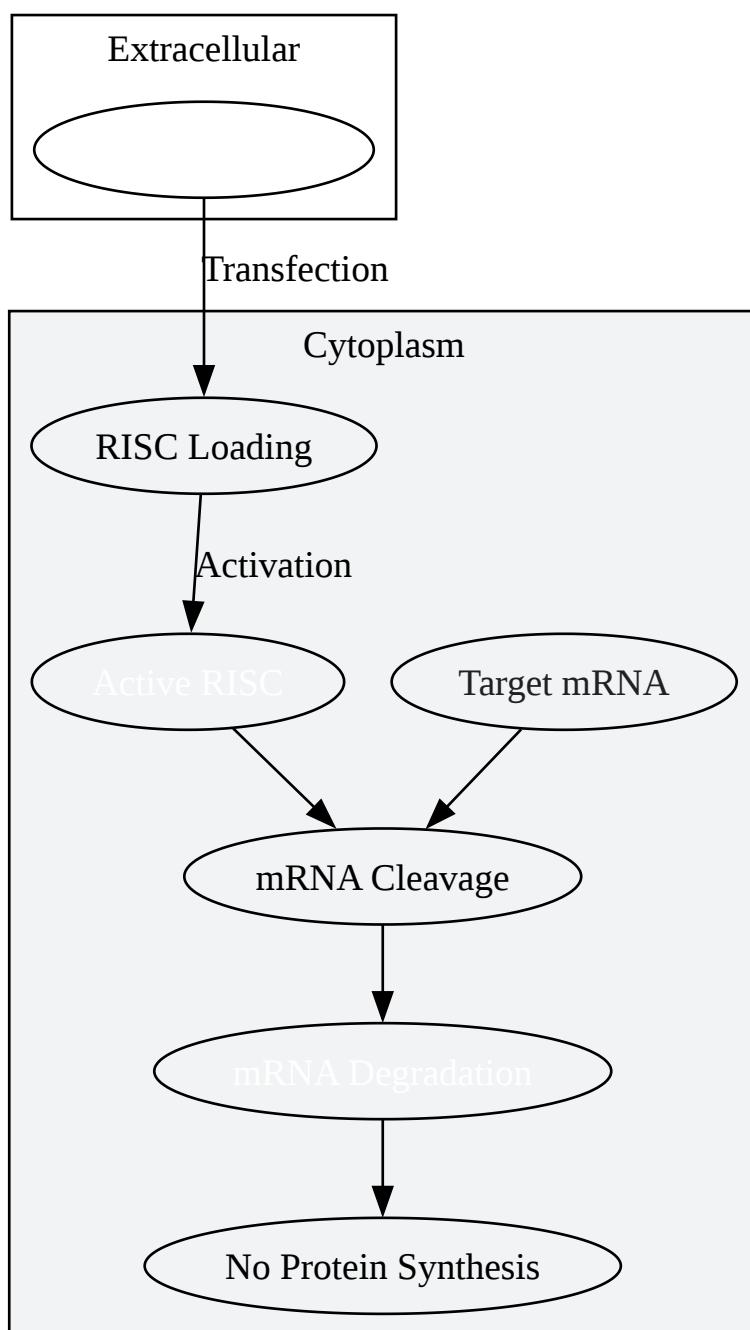 Extracellular
Transfection
Cytoplasm
RISC Loading
Activation
Active RISC
Target mRNA
mRNA Cleavage
mRNA Degradation
No Protein Synthesis